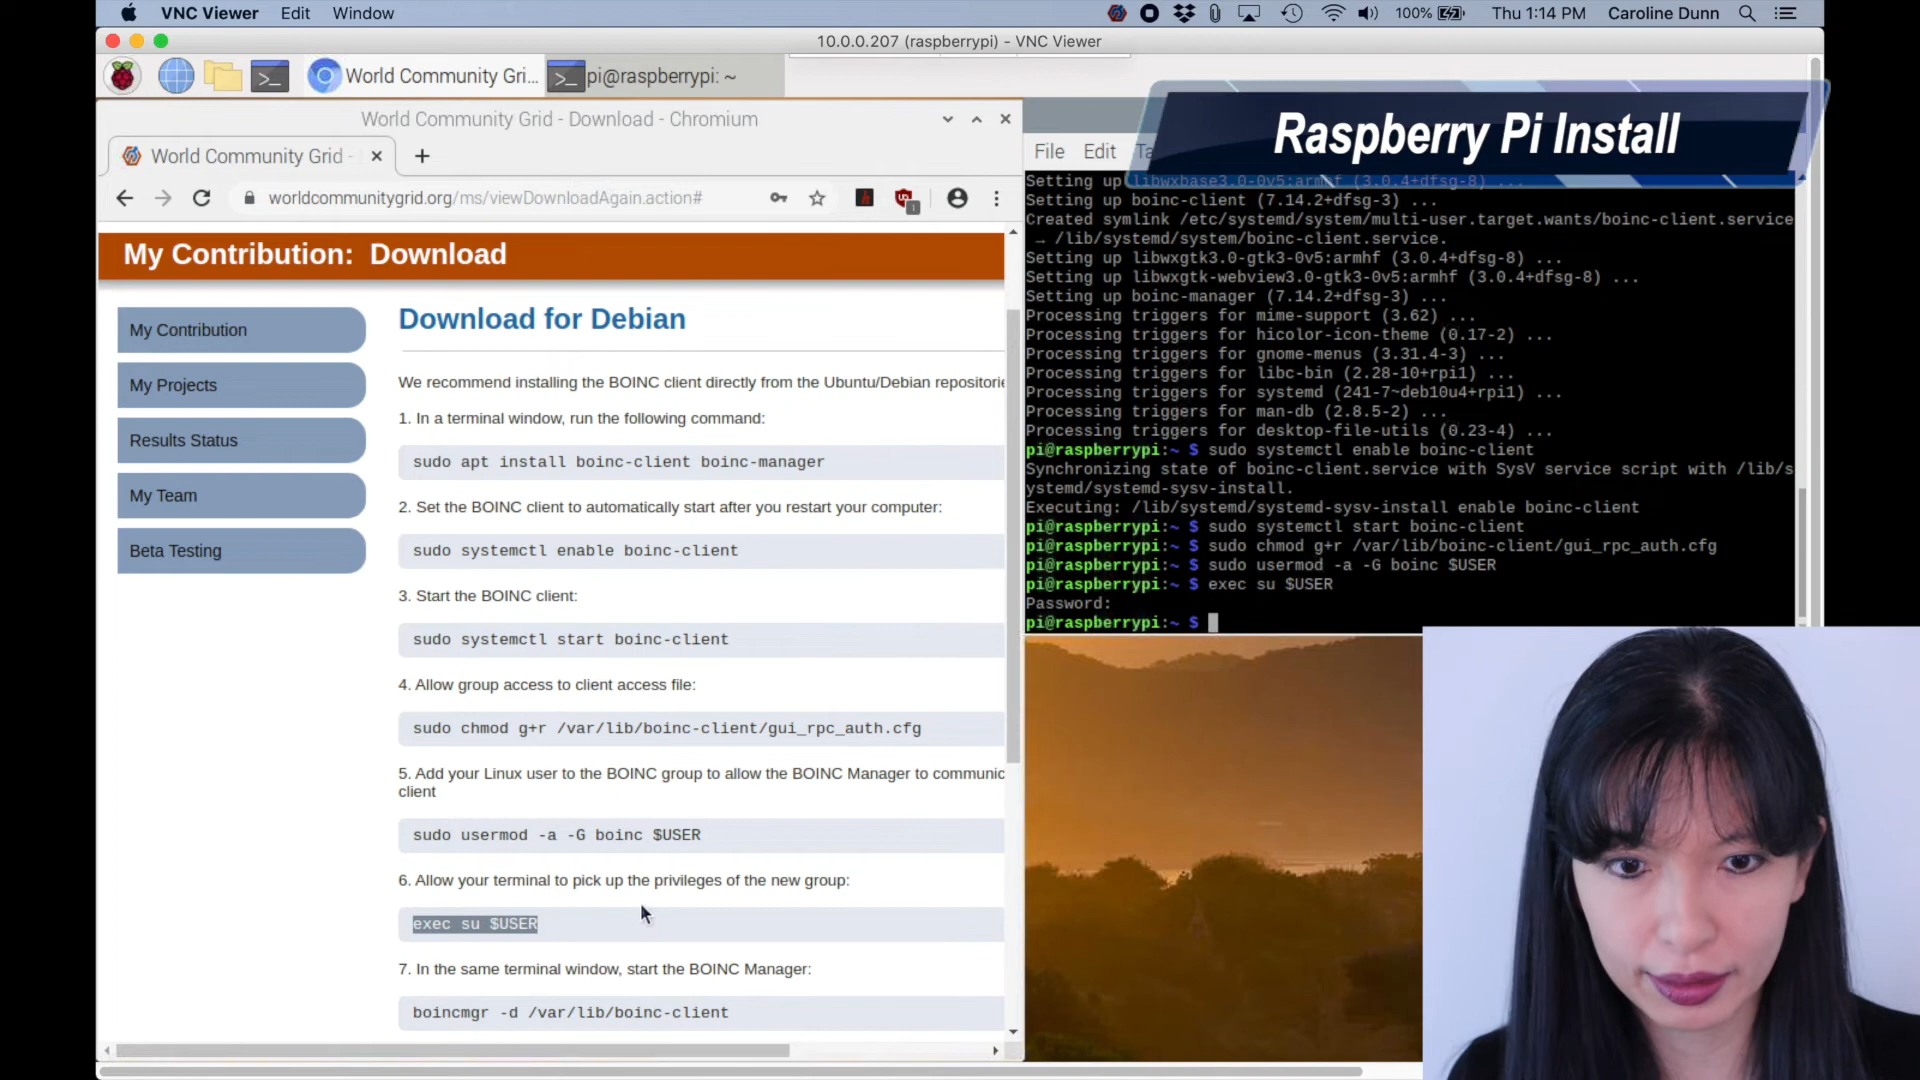 VNC Viewer Edit Window
100% Thu 1:14 PM Caroline Dunn
10.0.0.207 (raspberrypi) - VNC Viewer
World Community Gri... pi@raspberrypi: ~
Raspberry Pi Install
World Community Grid - Download - Chromium
World Community Grid -
worldcommunitygrid.org/ms/viewDownloadAgain.action#
1
My Contribution: Download
My Contribution
My Projects
Results Status
My Team
Beta Testing
Download for Debian
We recommend installing the BOINC client directly from the Ubuntu/Debian repositorie
1. In a terminal window, run the following command:
sudo apt install boinc-client boinc-manager
2. Set the BOINC client to automatically start after you restart your computer:
sudo systemctl enable boinc-client
3. Start the BOINC client:
sudo systemctl start boinc-client
4. Allow group access to client access file:
sudo chmod g+r /var/lib/boinc-client/gui_rpc_auth.cfg
5. Add your Linux user to the BOINC group to allow the BOINC Manager to communic
client
sudo usermod -a -G boinc $USER
6. Allow your terminal to pick up the privileges of the new group:
exec su $USER
7. In the same terminal window, start the BOINC Manager:
boincmgr -d /var/lib/boinc-client
File Edit Ta
Setting up libwxbase3.0-0v5:armhf (3.0.4+dfsg-8) ...
Setting up boinc-client (7.14.2+dfsg-3) ...
Created symlink /etc/systemd/system/multi-user.target.wants/boinc-client.service
→ /lib/systemd/system/boinc-client.service.
Setting up libwxgtk3.0-gtk3-0v5:armhf (3.0.4+dfsg-8) ...
Setting up libwxgtk-webview3.0-gtk3-0v5:armhf (3.0.4+dfsg-8) ...
Setting up boinc-manager (7.14.2+dfsg-3) ...
Processing triggers for mime-support (3.62) ...
Processing triggers for hicolor-icon-theme (0.17-2) ...
Processing triggers for gnome-menus (3.31.4-3) ...
Processing triggers for libc-bin (2.28-10+rpi1) ...
Processing triggers for systemd (241-7~deb10u4+rpi1) ...
Processing triggers for man-db (2.8.5-2) ...
Processing triggers for desktop-file-utils (0.23-4) ...
pi@raspberrypi:~ $ sudo systemctl enable boinc-client
Synchronizing state of boinc-client.service with SysV service script with /lib/s
ystemd/systemd-sysv-install.
Executing: /lib/systemd/systemd-sysv-install enable boinc-client
pi@raspberrypi:~ $ sudo systemctl start boinc-client
pi@raspberrypi:~ $ sudo chmod g+r /var/lib/boinc-client/gui_rpc_auth.cfg
pi@raspberrypi:~ $ sudo usermod -a -G boinc $USER
pi@raspberrypi:~ $ exec su $USER
Password:
pi@raspberrypi:~ $